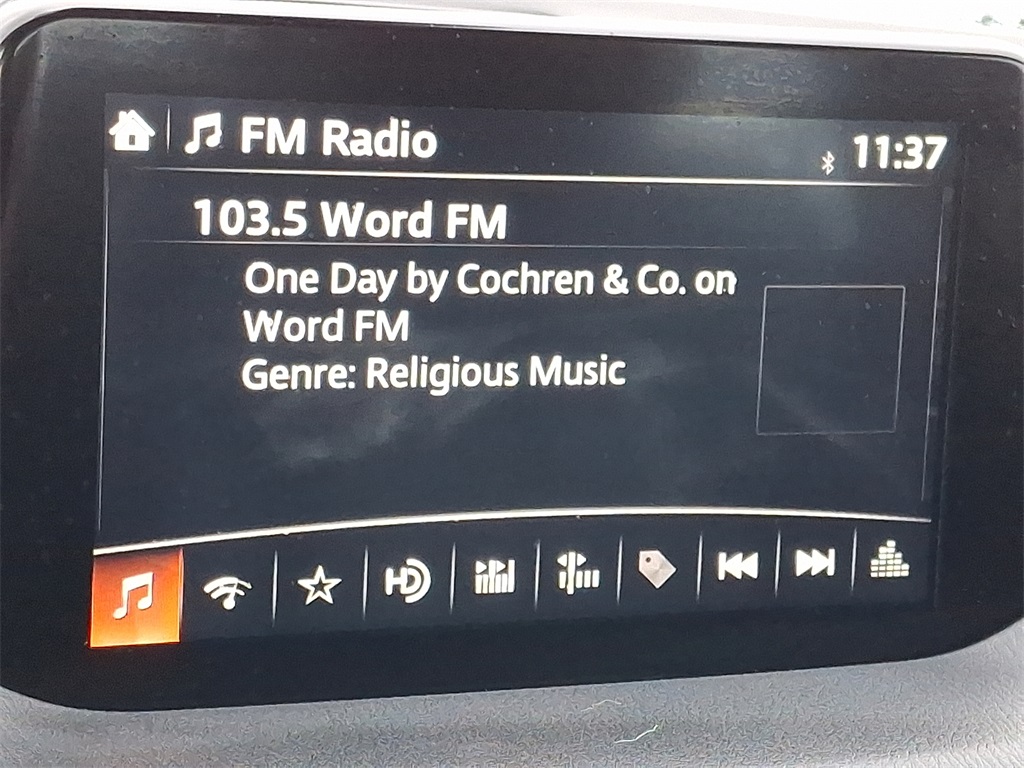 FM Radio
11:37
103.5 Word FM
One Day by Cochren & Co. on
Word FM
Genre: Religious Music
HD